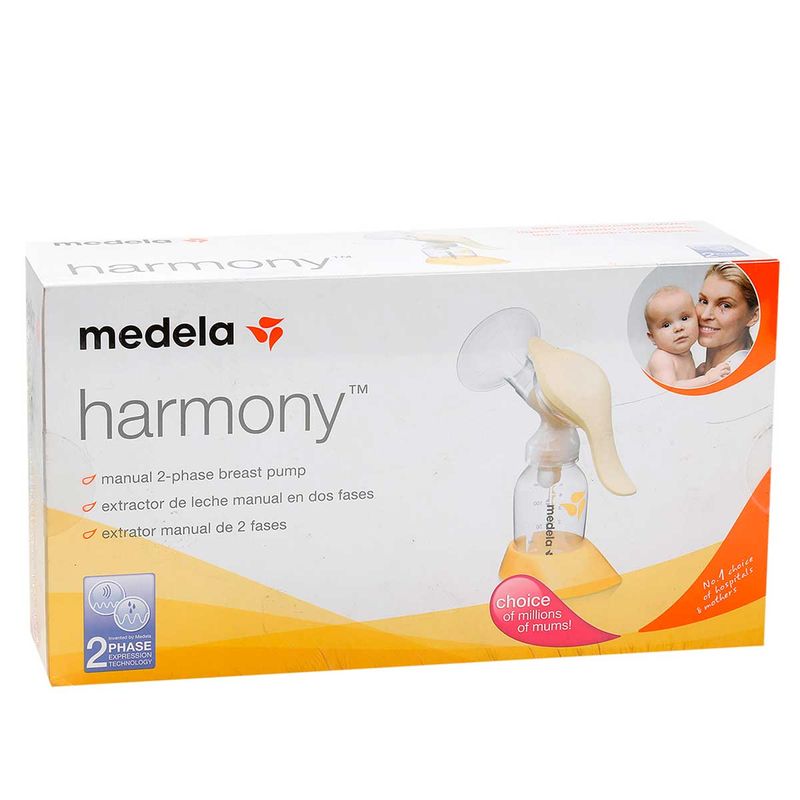 medela
harmony™
medela
harmony™
manual 2-phase breast pump
extractor de leche manual en dos fases
extrator manual de 2 fases
medela
choice
of millions
of mums!
No.1 choice
of hospitals
& mothers
Invented by Medela
2 PHASE
EXPRESSION
TECHNOLOGY